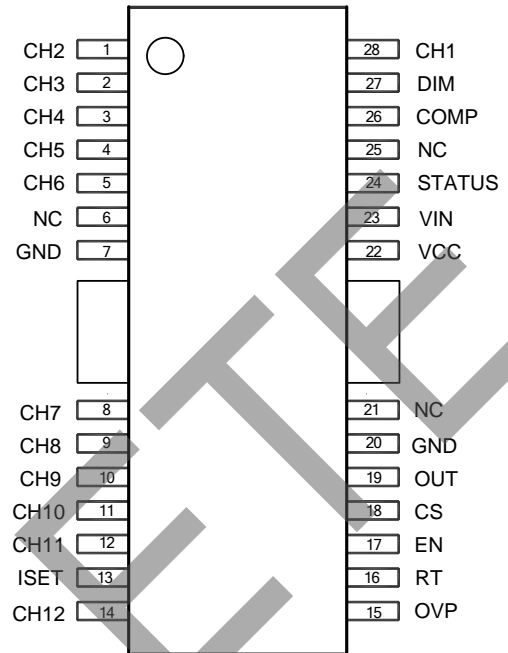 CH2 1 28 CH1
CH3 2 27 DIM
CH4 3 26 COMP
CH5 4 25 NC
CH6 5 24 STATUS
NC 6 23 VIN
GND 7 22 VCC
CH7 8 21 NC
CH8 9 20 GND
CH9 10 19 OUT
CH10 11 18 CS
CH11 12 17 EN
ISET 13 16 RT
CH12 14 15 OVP
ETE